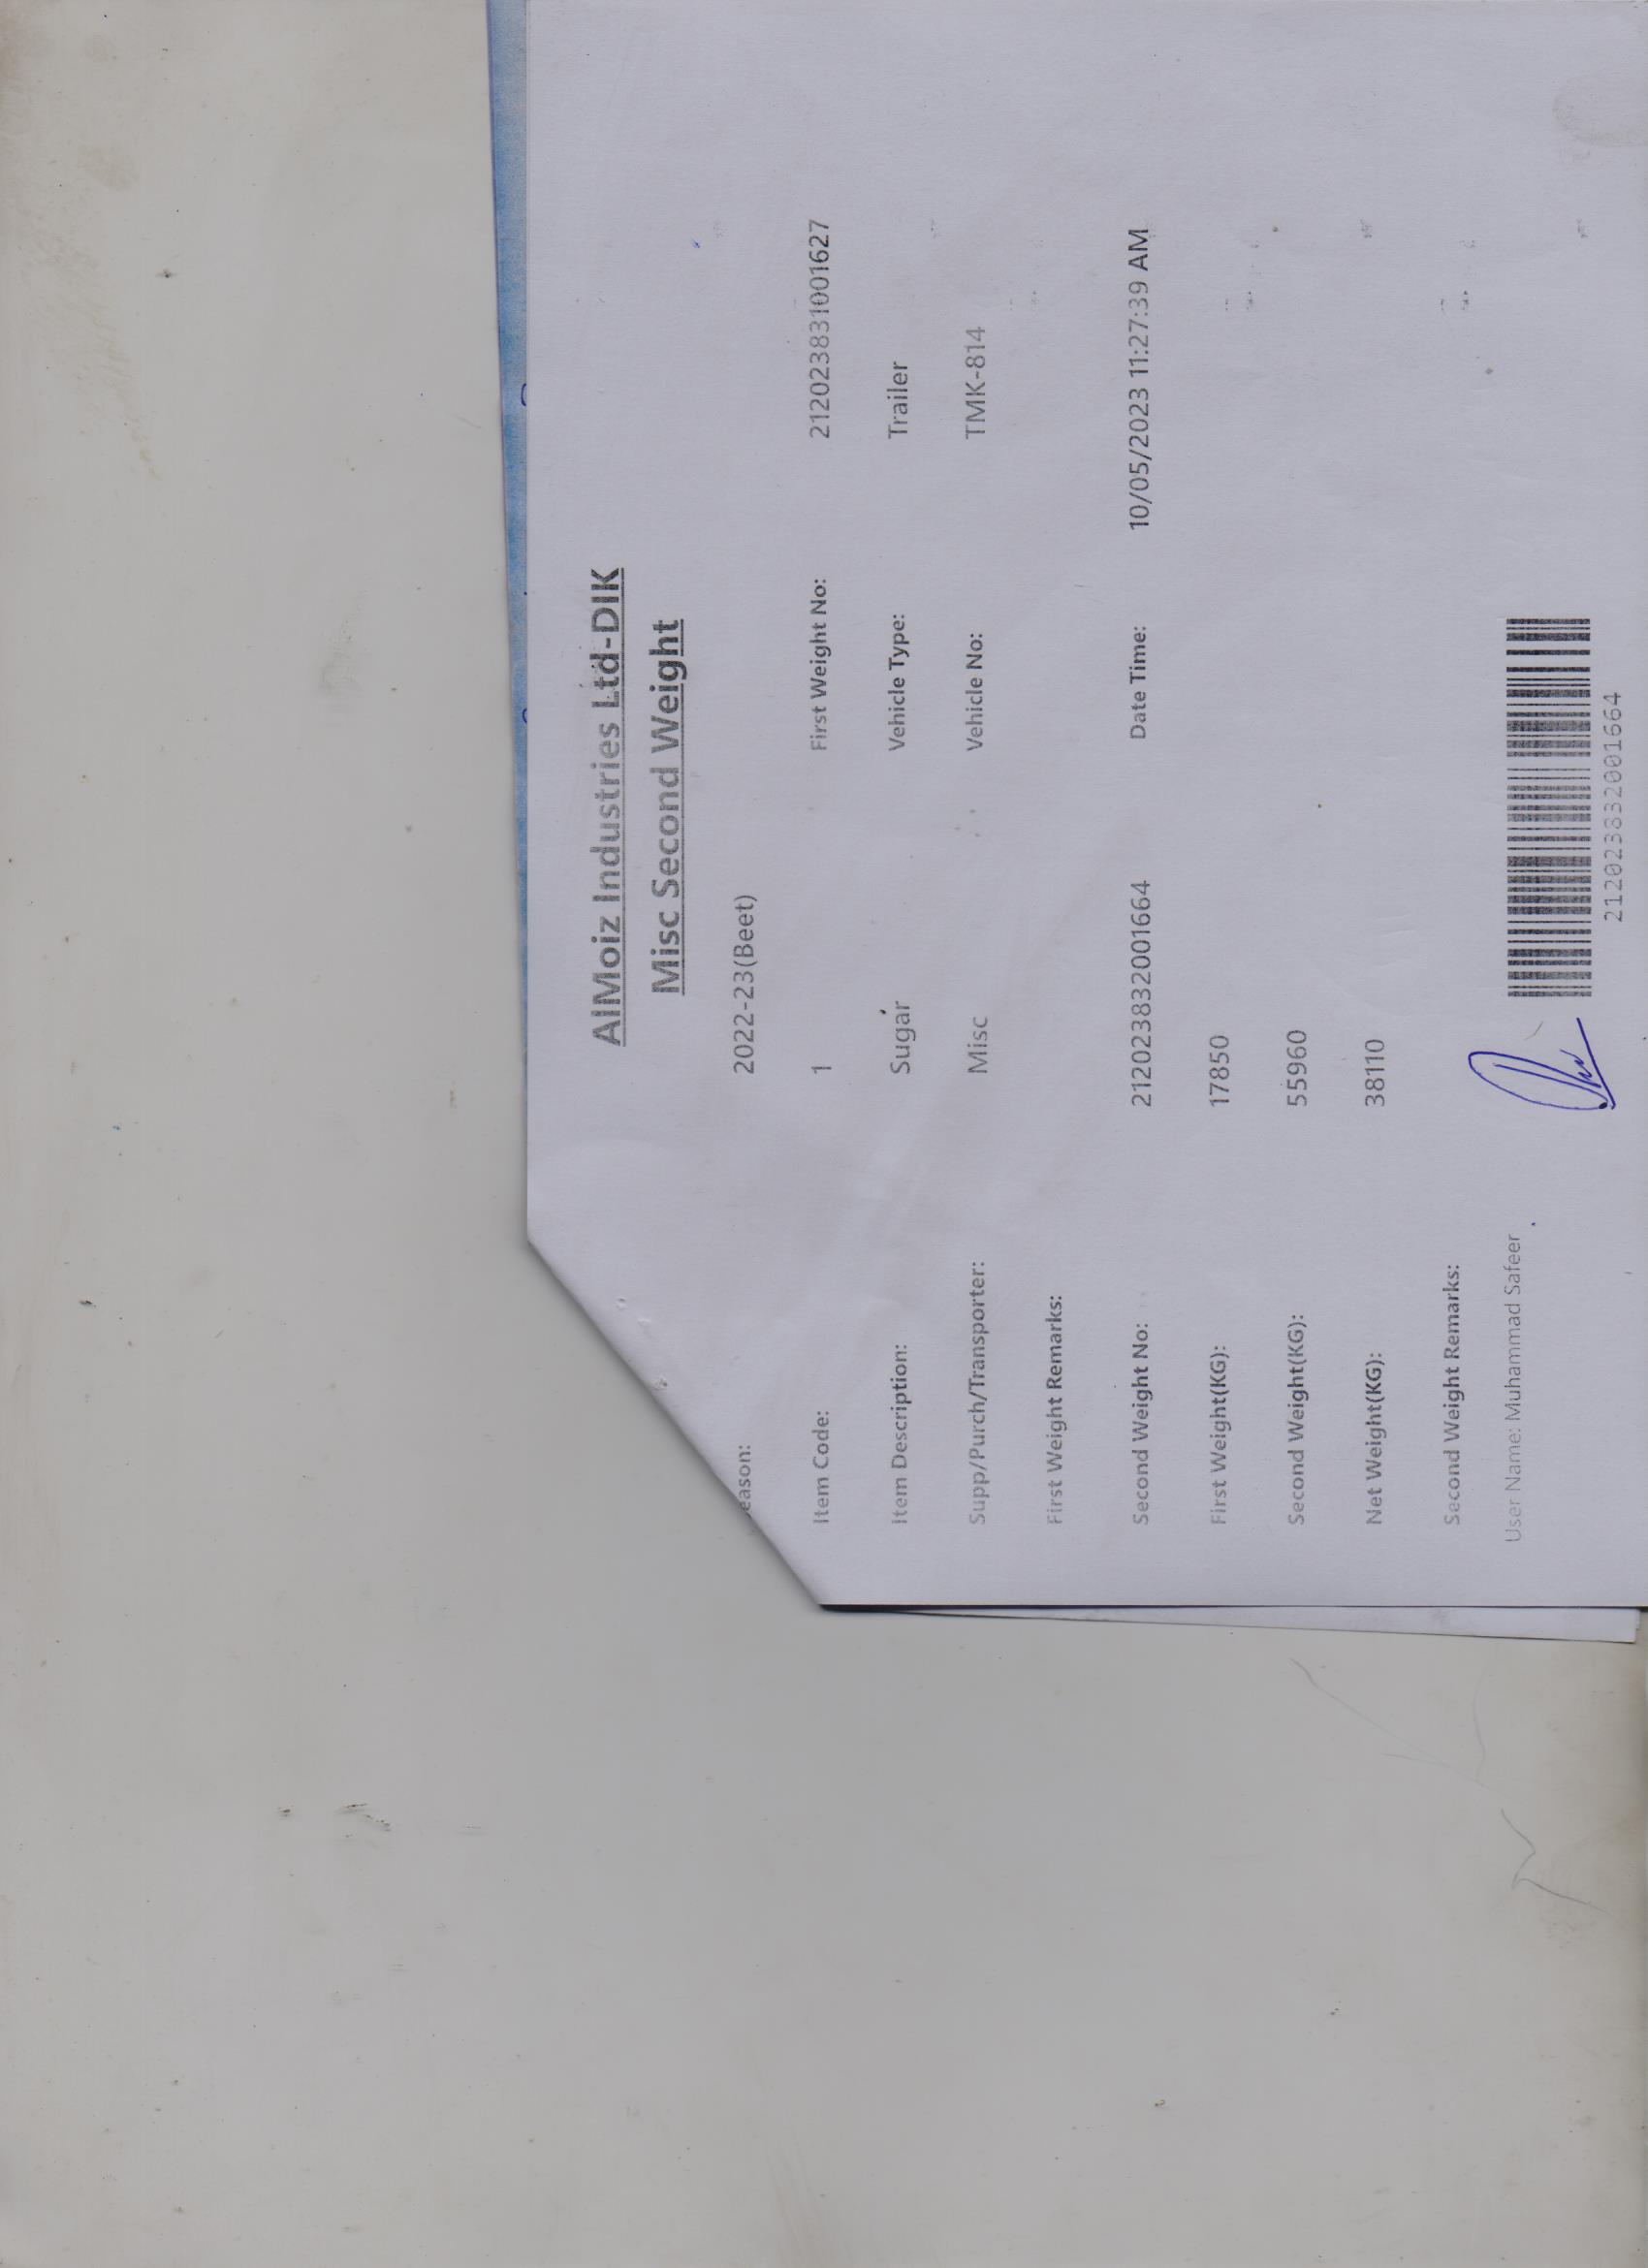 AlMoiz Industries Ltd-DIK
Misc Second Weight
eason: 2022-23(Beet)
Item Code: 1 First Weight No: 212023831001627
Item Description: Sugar Vehicle Type: Trailer
Supp/Purch/Transporter: Misc Vehicle No: TMK-814
First Weight Remarks:
Second Weight No: 212023832001664 Date Time: 10/05/2023 11:27:39 AM
First Weight(KG): 17850
Second Weight(KG): 55960
Net Weight(KG): 38110
Second Weight Remarks:
User Name: Muhammad Safeer
212023832001664